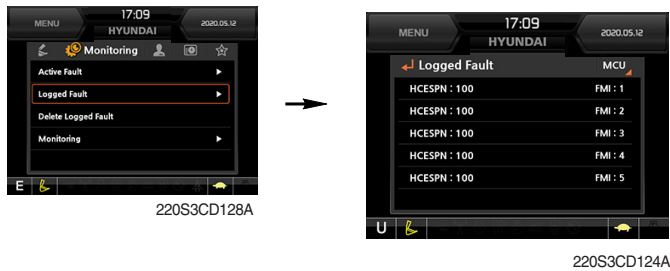 17:09
MENU
2020.05.12
HYUNDAI
Monitoring
Active Fault
Logged Fault
Delete Logged Fault
Monitoring
E
220S3CD128A
17:09
MENU
2020.05.12
HYUNDAI
Logged Fault MCU
HCESPN : 100 FMI : 1
HCESPN : 100 FMI : 2
HCESPN : 100 FMI : 3
HCESPN : 100 FMI : 4
HCESPN : 100 FMI : 5
U
220S3CD124A